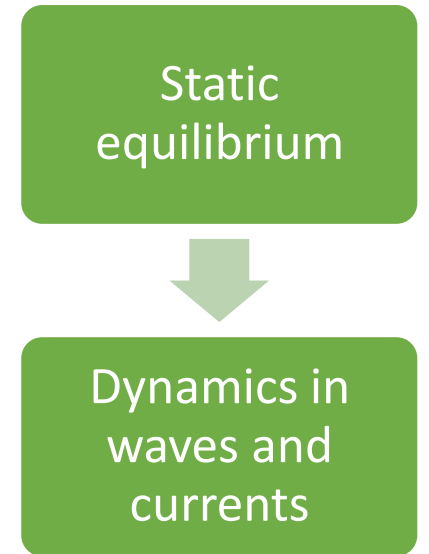 Static
equilibrium
Dynamics in
waves and
currents